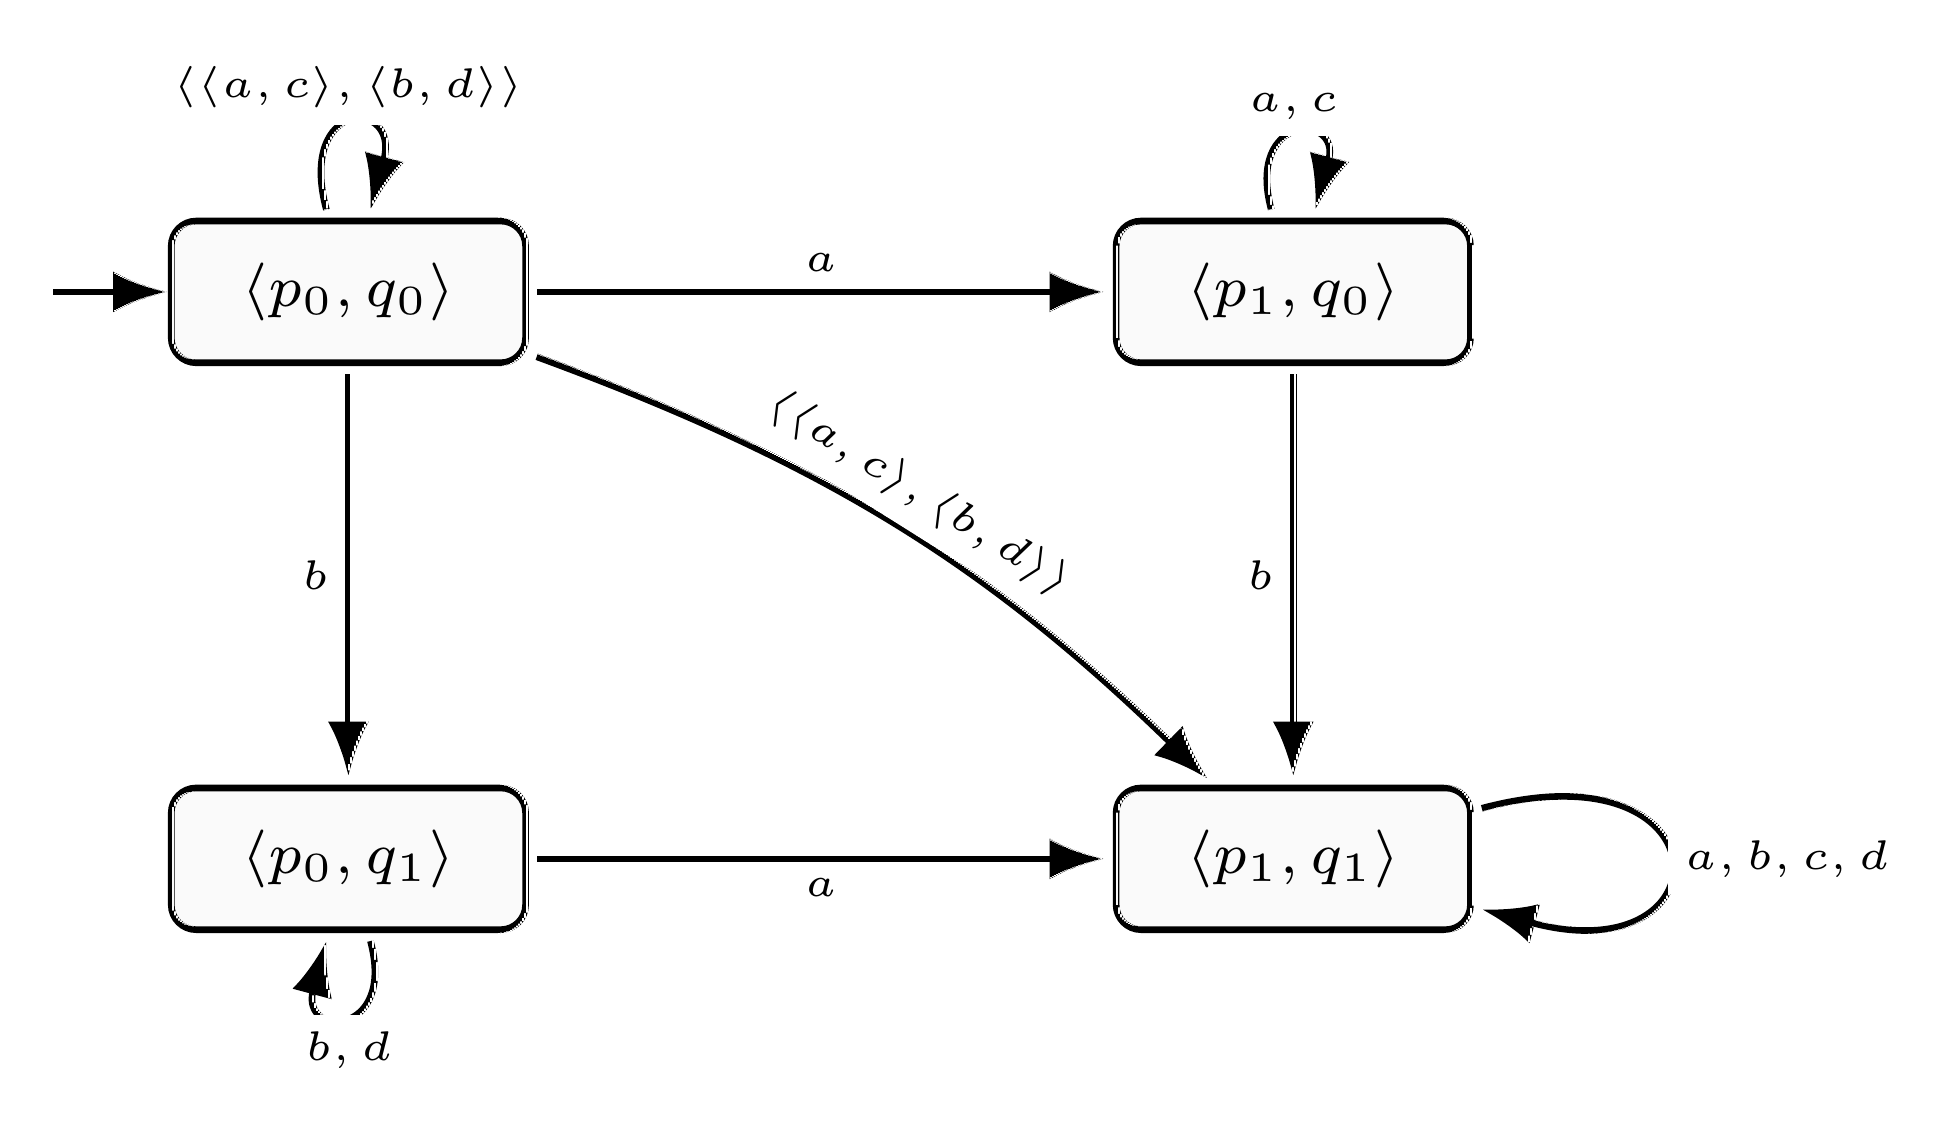 ⟨⟨a, c⟩, ⟨b, d⟩⟩
a, c
a
⟨p₀, q₀⟩
⟨p₁, q₀⟩
⟨⟨a, c⟩, ⟨b, d⟩⟩
b
b
⟨p₀, q₁⟩
⟨p₁, q₁⟩
a, b, c, d
a
b, d